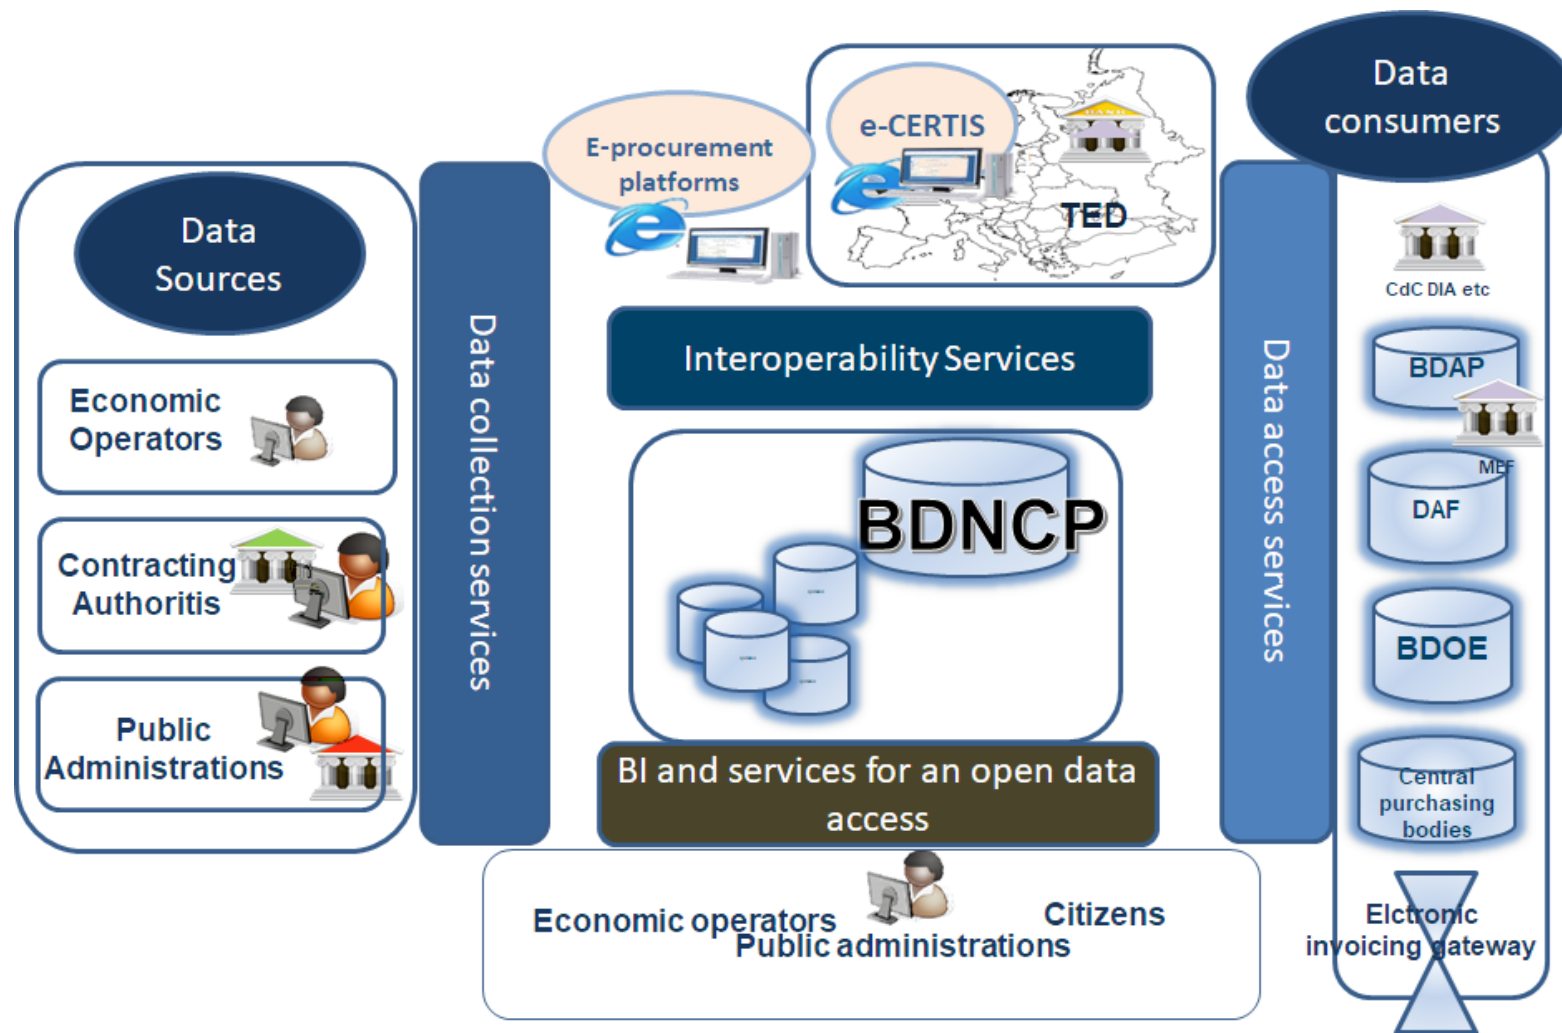 Data
Sources
Economic
Operators
Contracting
Authoritis
Public
Administrations
Data collection services
E-procurement
platforms
e-CERTIS
TED
Interoperability Services
BDNCP
BI and services for an open data
access
Economic operators
Citizens
Public administrations
Data access services
Data
consumers
CdC DIA etc
BDAP
MEF
DAF
BDOE
Central
purchasing
bodies
Elctronic
invoicing gateway